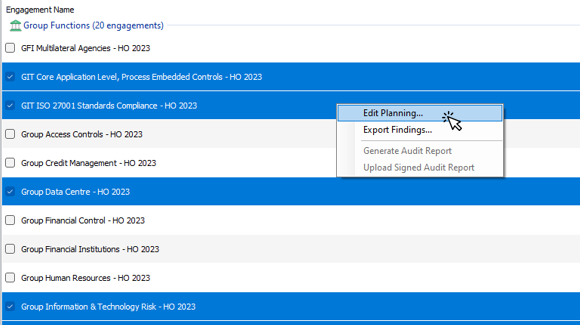 Engagement Name
Group Functions (20 engagements)
GFI Multilateral Agencies - HO 2023
GIT Core Application Level, Process Embedded Controls - HO 2023
GIT ISO 27001 Standards Compliance - HO 2023
Edit Planning...
Export Findings...
Group Access Controls - HO 2023
Generate Audit Report
Group Credit Management - HO 2023
Upload Signed Audit Report
Group Data Centre - HO 2023
Group Financial Control - HO 2023
Group Financial Institutions - HO 2023
Group Human Resources - HO 2023
Group Information & Technology Risk - HO 2023